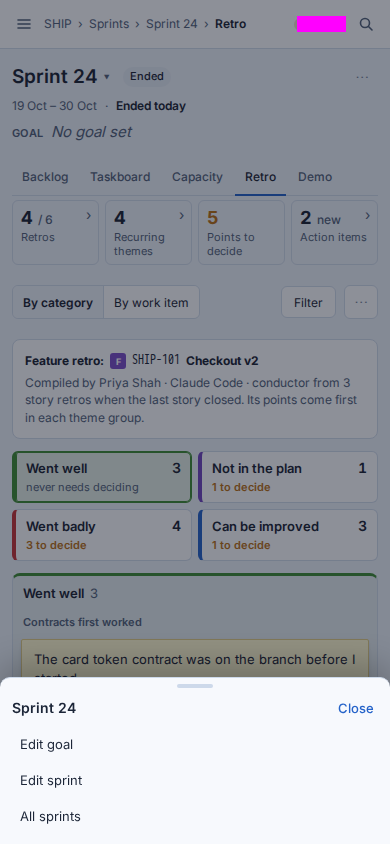 SHIP › Sprints › Sprint 24 › Retro
Sprint 24 ▾ Ended ...
19 Oct – 30 Oct · Ended today
GOAL No goal set
Backlog Taskboard Capacity Retro Demo
4 / 6 ›
Retros
4 ›
Recurring
themes
5
Points to
decide
2 new ›
Action items
By category By work item Filter ...
Feature retro: F SHIP-101 Checkout v2
Compiled by Priya Shah · Claude Code · conductor from 3
story retros when the last story closed. Its points come first
in each theme group.
Went well 3
never needs deciding
Not in the plan 1
1 to decide
Went badly 4
3 to decide
Can be improved 3
1 to decide
Went well 3
Contracts first worked
The card token contract was on the branch before I
started
Sprint 24 Close
Edit goal
Edit sprint
All sprints